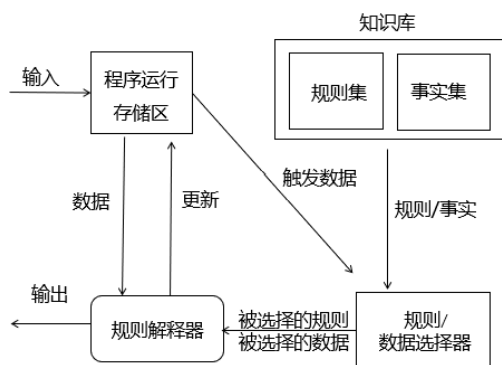 知识库
输入
程序运行
存储区
规则集
事实集
触发数据
数据
更新
规则/事实
输出
规则解释器
被选择的规则
被选择的数据
规则/
数据选择器